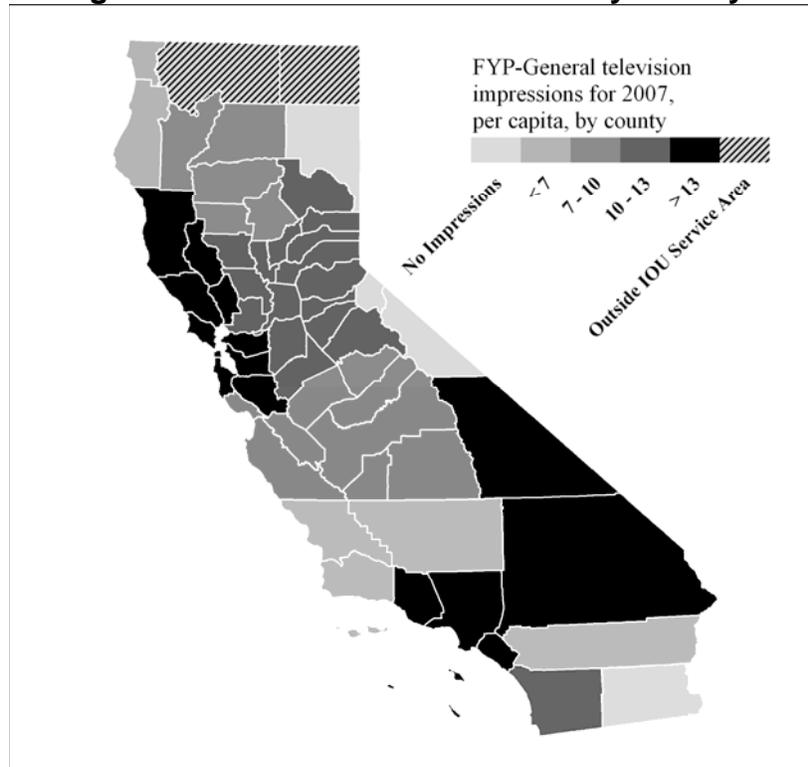 FYP-General television
impressions for 2007,
per capita, by county
No Impressions
< 7
7 - 10
10 - 13
> 13
Outside IOU Service Area